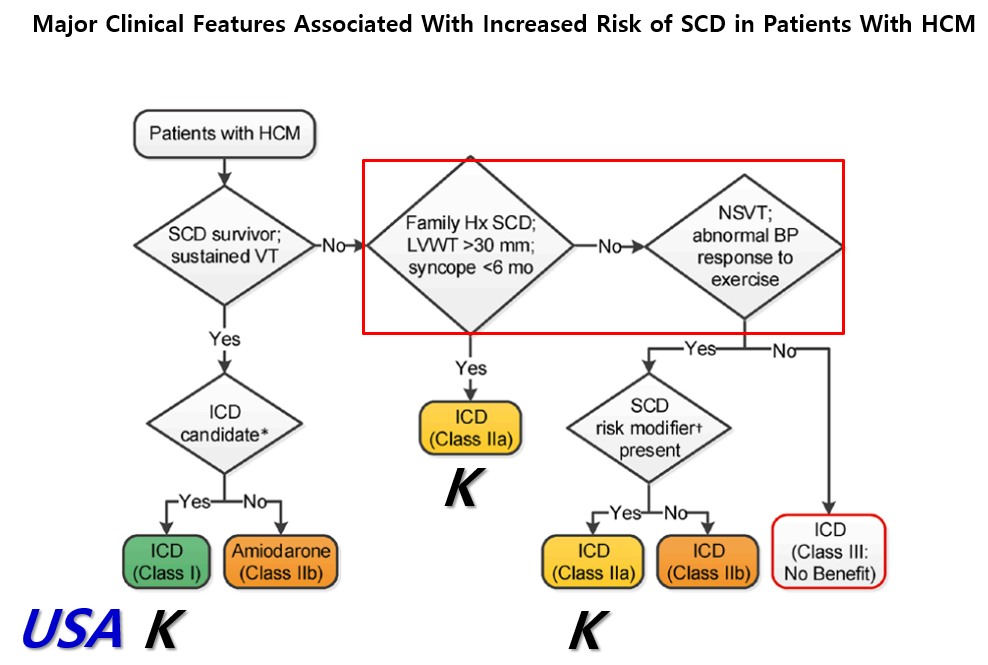 Major Clinical Features Associated With Increased Risk of SCD in Patients With HCM
Patients with HCM
SCD survivor;
sustained VT
No
Family Hx SCD;
LVWT >30 mm;
syncope <6 mo
No
NSVT;
abnormal BP
response to
exercise
Yes
Yes
Yes
No
ICD
candidate*
ICD
(Class IIa)
SCD
risk modifier†
present
K
Yes
No
Yes
No
ICD
(Class I)
Amiodarone
(Class IIb)
ICD
(Class IIa)
ICD
(Class IIb)
ICD
(Class III:
No Benefit)
USA K
K